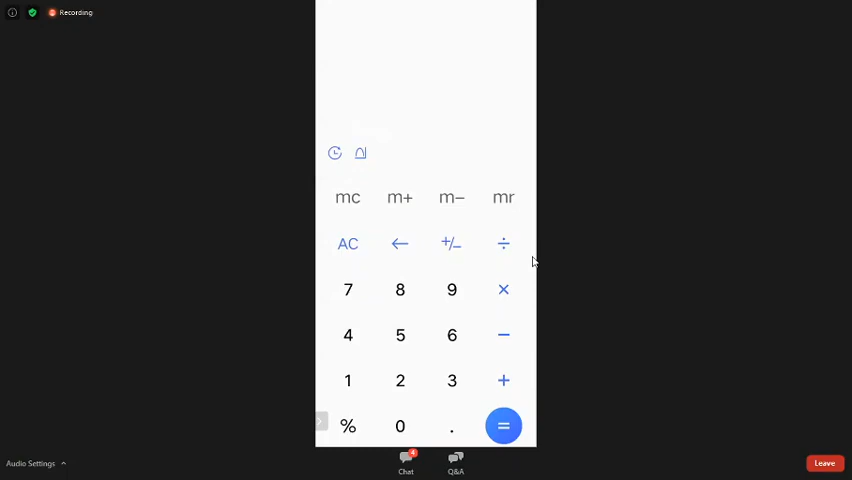 Recording
mc m+ m− mr
AC ← +/− ÷
7 8 9 ×
4 5 6 −
1 2 3 +
% 0 . =
Audio Settings
4
Chat
Q&A
Leave